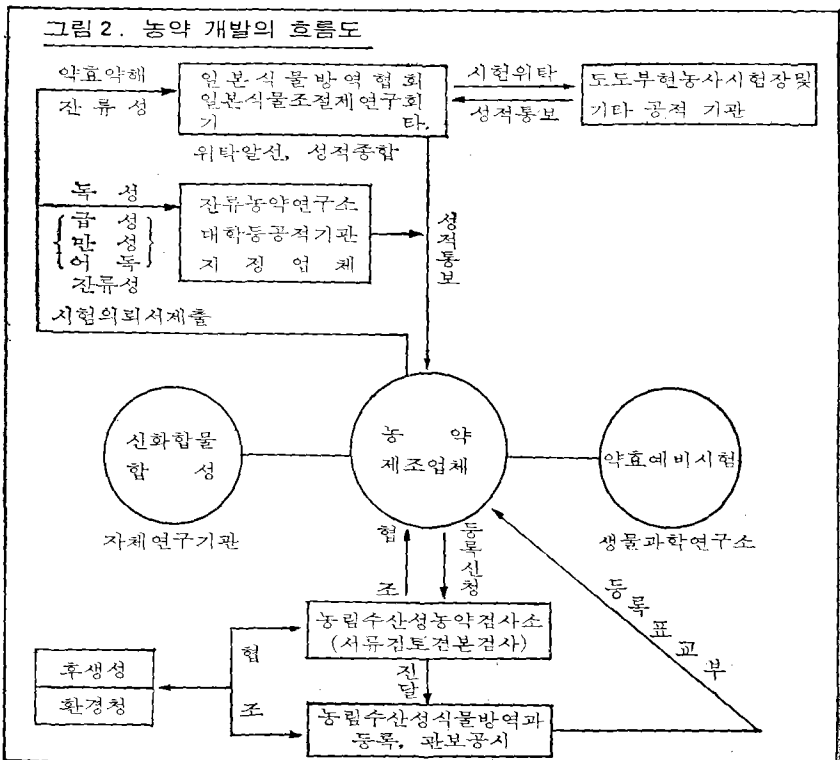 그림 2. 농약 개발의 흐름도
약효약해
잔류성
일본식물방역협회
일본식물조절제연구회
기 타.
위탁알선, 성적종합
시험위탁
성적통보
도도부현농사시험장및
기타 공적 기관
독 성
급 성
만 성
어 독
잔류성
잔류농약연구소
대학등공적기관
지 정 업 체
성적통보
시험의뢰서제출
신화합물
합 성
자체연구기관
농 약
제조업체
약효예비시험
생물과학연구소
협 조
등록신청
농림수산성농약검사소
(서류검토견본검사)
후생성
환경청
협 조
진달
농림수산성식물방역과
등록, 관보공시
등록표교부